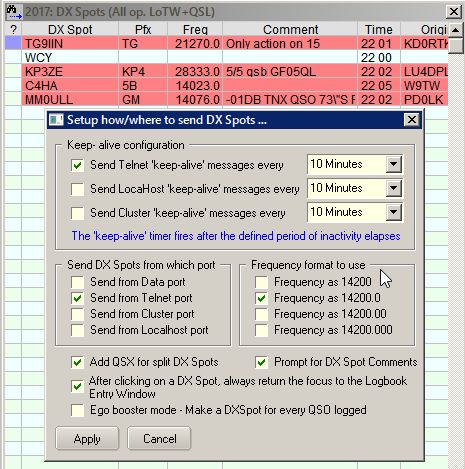 2017: DX Spots (All op. LoTW+QSL)
? DX Spot Pfx Freq Comment Time Origi
TG9IIN TG 21270.0 Only action on 15 22 01 KD0RTK
WCY 22 00
KP3ZE KP4 28333.0 5/5 qsb GF05QL 22 02 LU4DPL
C4HA 5B 14023.0 22 05 W9TW
MM0ULL GM 14076.0 -01DB TNX QSO 73\"S F 22 02 PD0LK
Setup how/where to send DX Spots ...
Keep- alive configuration
Send Telnet 'keep-alive' messages every 10 Minutes
Send LocaHost 'keep-alive' messages every 10 Minutes
Send Cluster 'keep-alive' messages every 10 Minutes
The 'keep-alive' timer fires after the defined period of inactivity elapses
Send DX Spots from which port
Send from Data port
Send from Telnet port
Send from Cluster port
Send from Localhost port
Frequency format to use
Frequency as 14200
Frequency as 14200.0
Frequency as 14200.00
Frequency as 14200.000
Add QSX for split DX Spots
Prompt for DX Spot Comments
After clicking on a DX Spot, always return the focus to the Logbook
Entry Window
Ego booster mode - Make a DXSpot for every QSO logged
Apply
Cancel